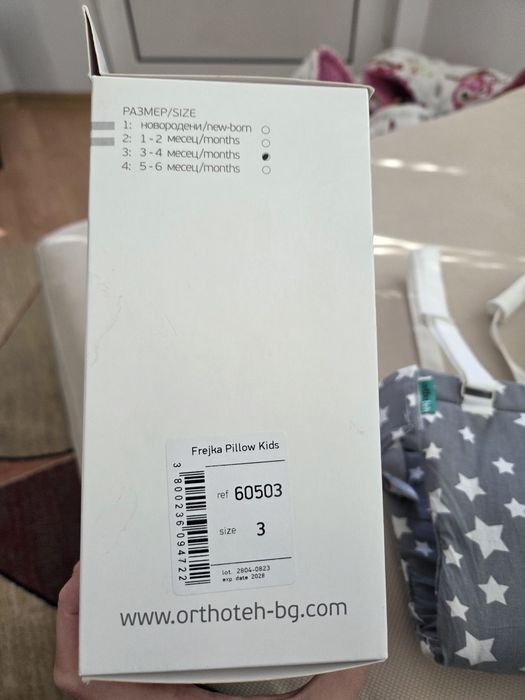 РАЗМЕР/SIZE
1: новородени/new-born
2: 1-2 месец/months
3: 3-4 месец/months
4: 5-6 месец/months
Frejka Pillow Kids
3 800236 094722
ref 60503
size 3
lot. 2804-0823
exp date 2028
www.orthoteh-bg.com